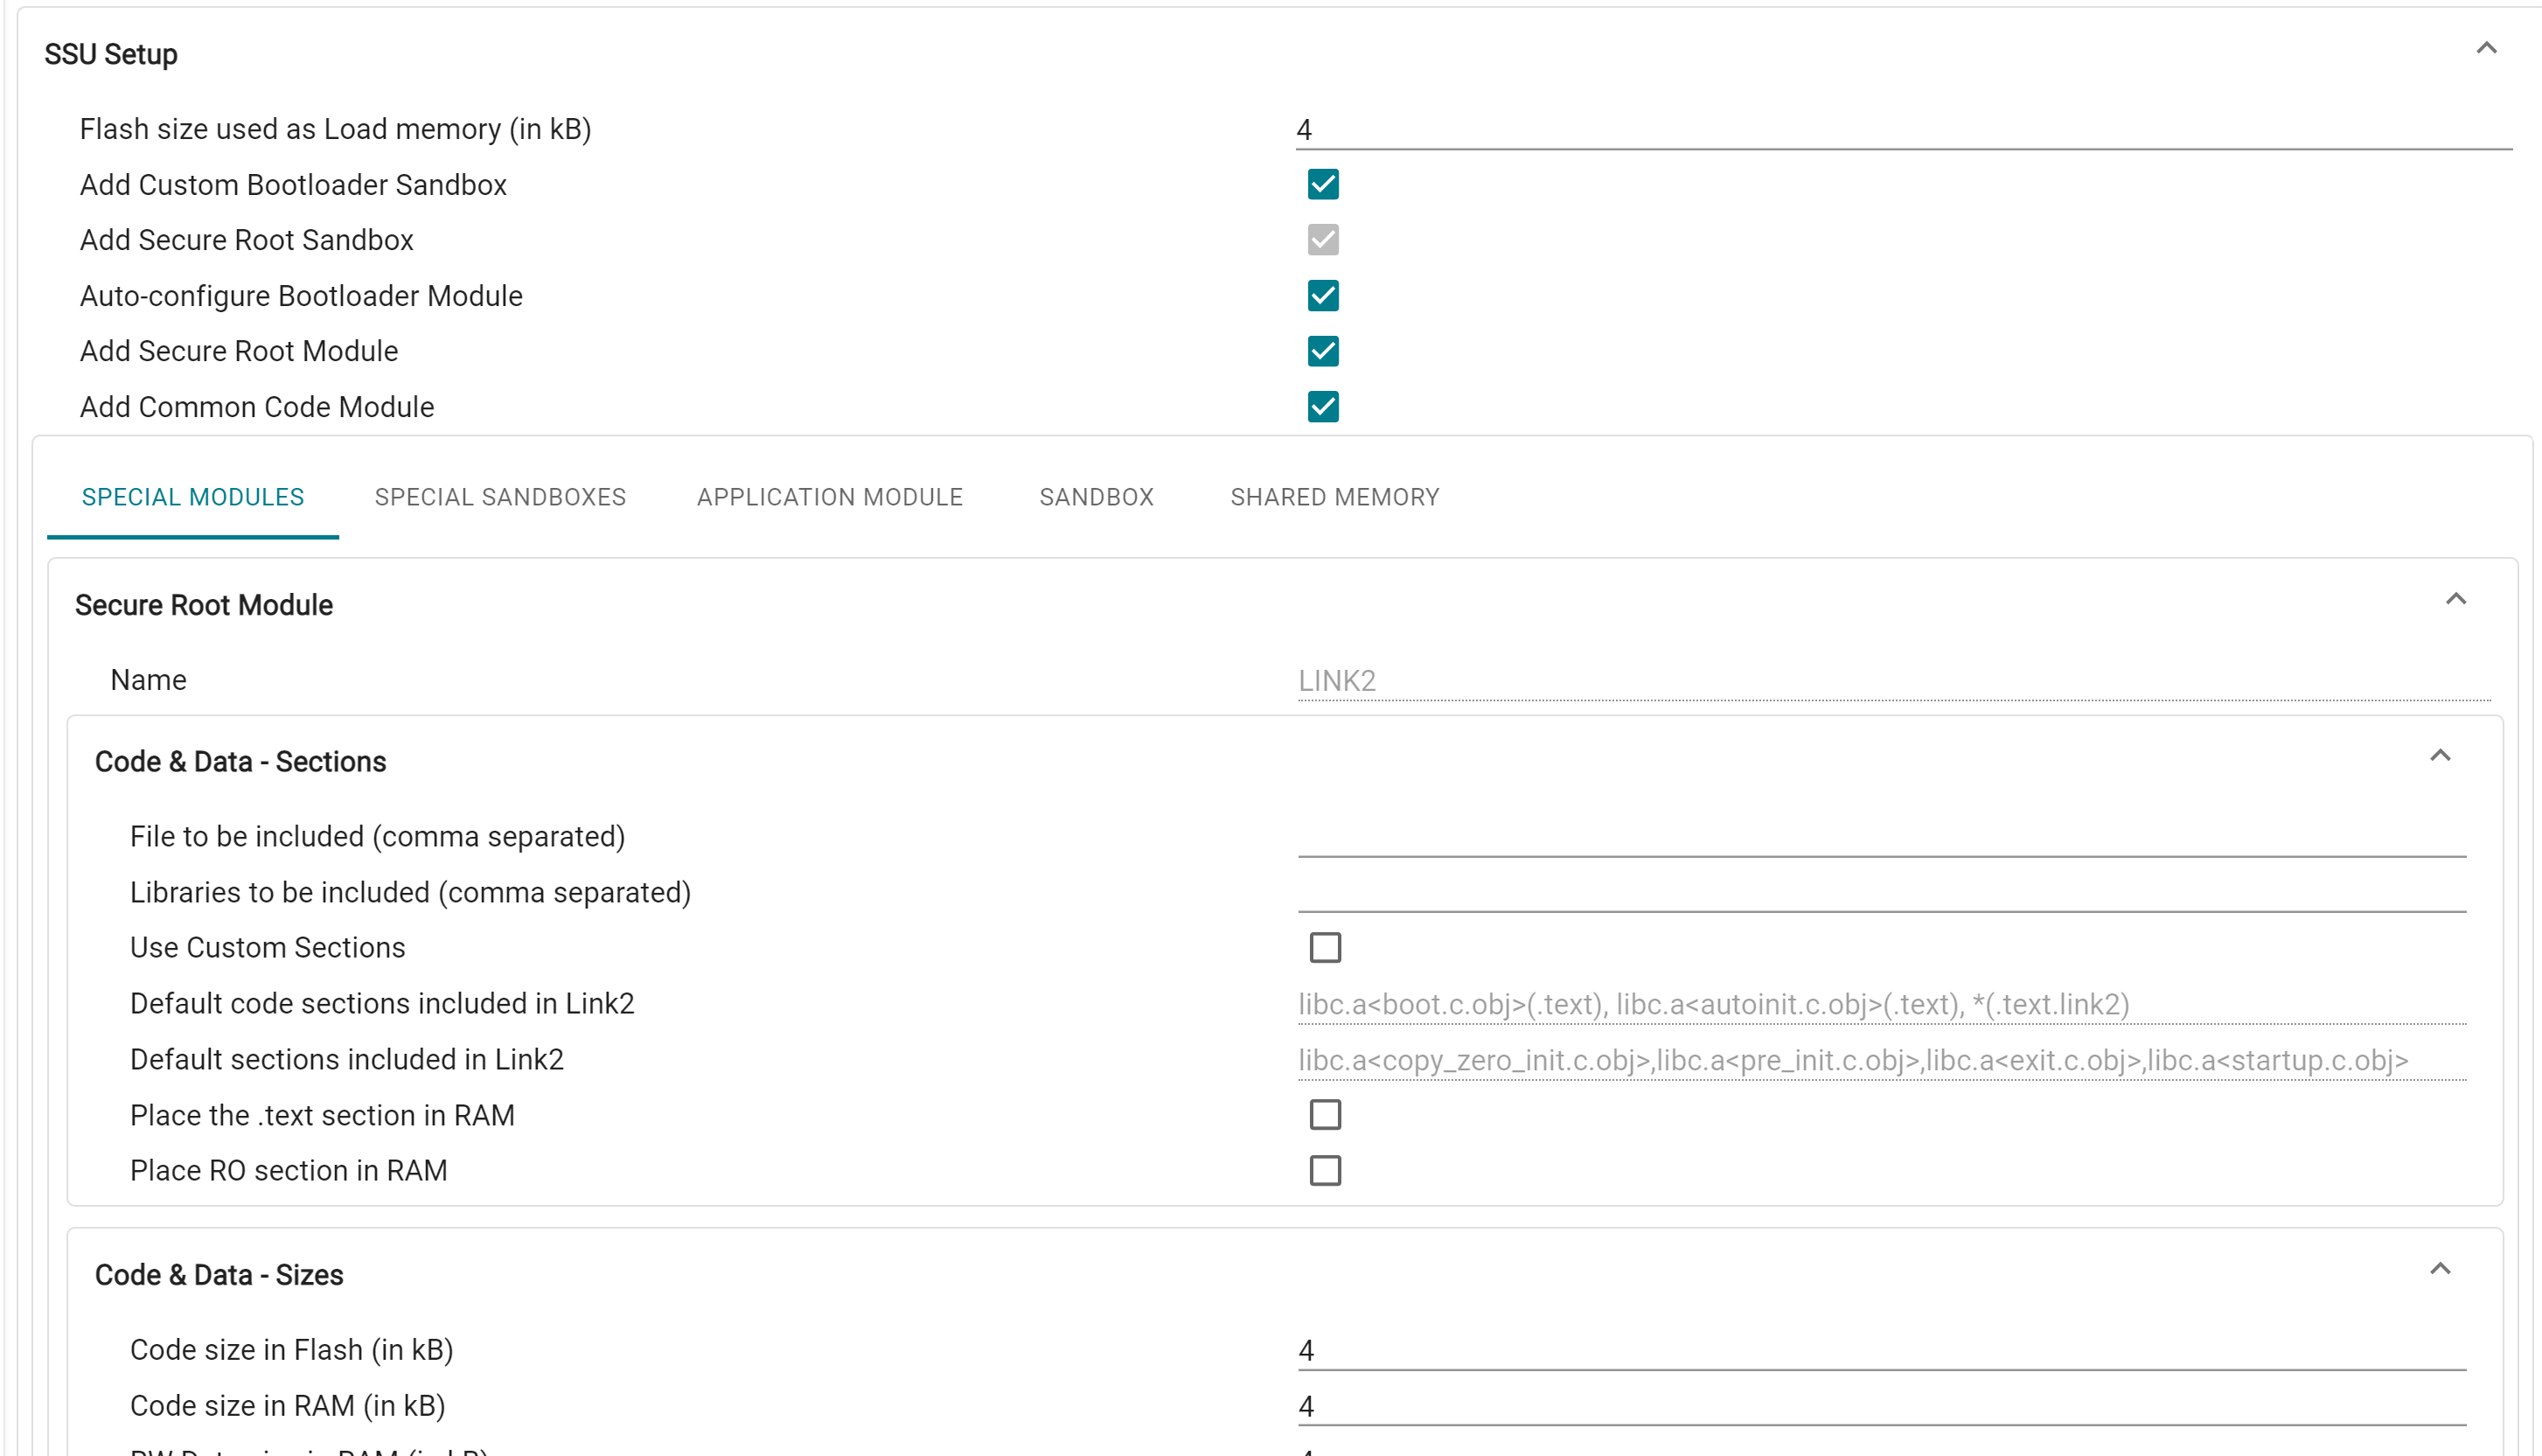 SSU Setup
Flash size used as Load memory (in kB) 4
Add Custom Bootloader Sandbox
Add Secure Root Sandbox
Auto-configure Bootloader Module
Add Secure Root Module
Add Common Code Module
SPECIAL MODULES SPECIAL SANDBOXES APPLICATION MODULE SANDBOX SHARED MEMORY
Secure Root Module
Name LINK2
Code & Data - Sections
File to be included (comma separated)
Libraries to be included (comma separated)
Use Custom Sections
Default code sections included in Link2 libc.a<boot.c.obj>(.text), libc.a<autoinit.c.obj>(.text), *(.text.link2)
Default sections included in Link2 libc.a<copy_zero_init.c.obj>,libc.a<pre_init.c.obj>,libc.a<exit.c.obj>,libc.a<startup.c.obj>
Place the .text section in RAM
Place RO section in RAM
Code & Data - Sizes
Code size in Flash (in kB) 4
Code size in RAM (in kB) 4